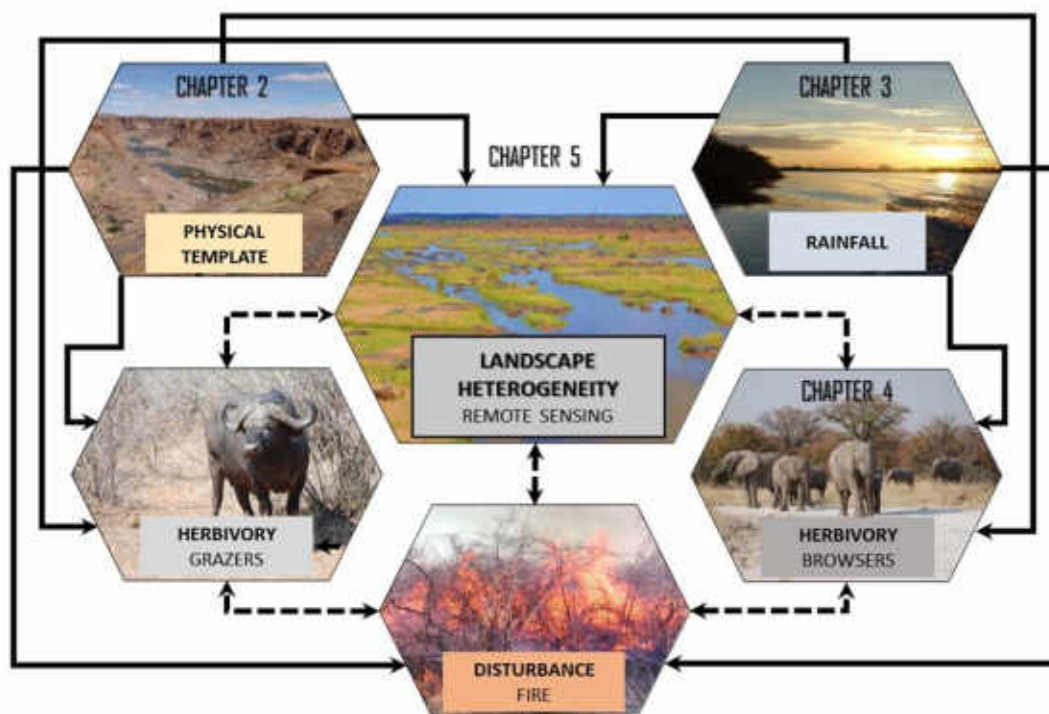 CHAPTER 2
CHAPTER 3
CHAPTER 5
PHYSICAL
TEMPLATE
RAINFALL
LANDSCAPE
HETEROGENEITY
REMOTE SENSING
CHAPTER 4
HERBIVORY
GRAZERS
HERBIVORY
BROWSERS
DISTURBANCE
FIRE